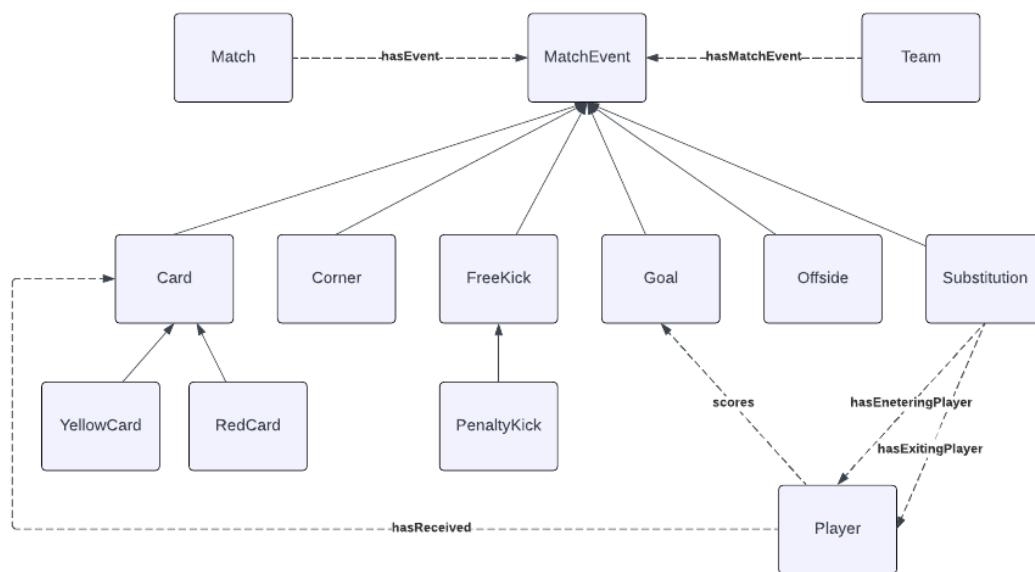 Match
hasEvent
MatchEvent
hasMatchEvent
Team
Card
Corner
FreeKick
Goal
Offside
Substitution
YellowCard
RedCard
PenaltyKick
scores
hasEneteringPlayer
hasExitingPlayer
hasReceived
Player